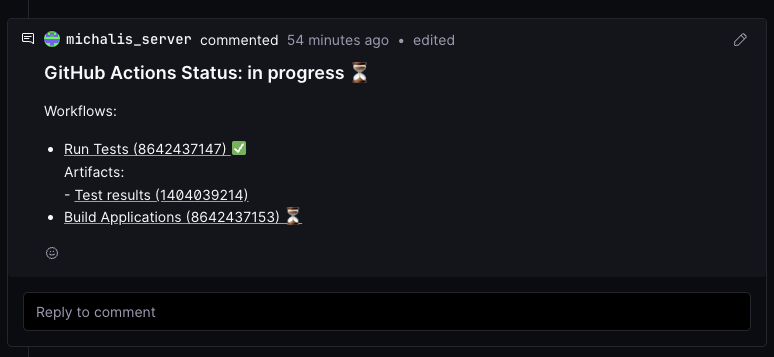 michalis_server commented 54 minutes ago • edited
GitHub Actions Status: in progress ⏳
Workflows:
• Run Tests (8642437147) ✅
Artifacts:
- Test results (1404039214)
• Build Applications (8642437153) ⏳
Reply to comment